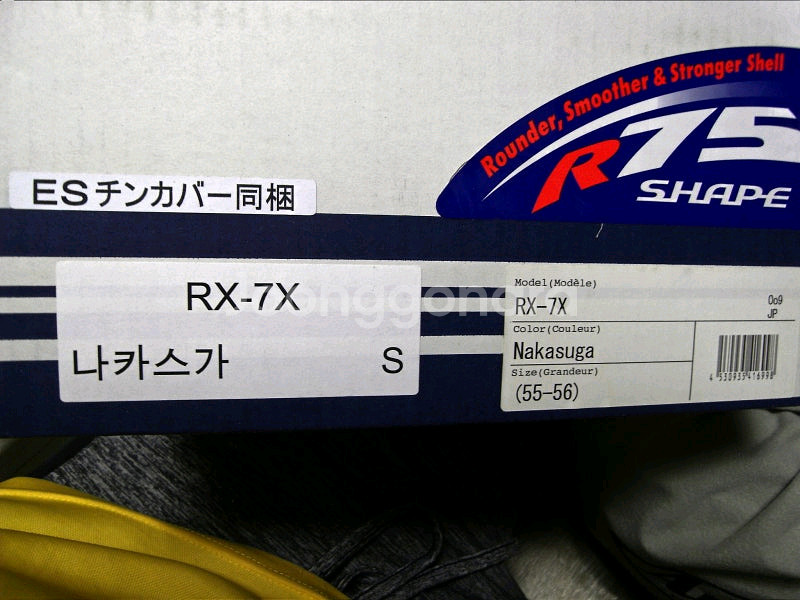 Rounder, Smoother & Stronger Shell
R75
SHAPE
ESチンカバー同梱
RX-7X
나카스가 S
Model(Modèle)
RX-7X
009
JP
Color(Couleur)
Nakasuga
Size(Grandeur)
(55-56)